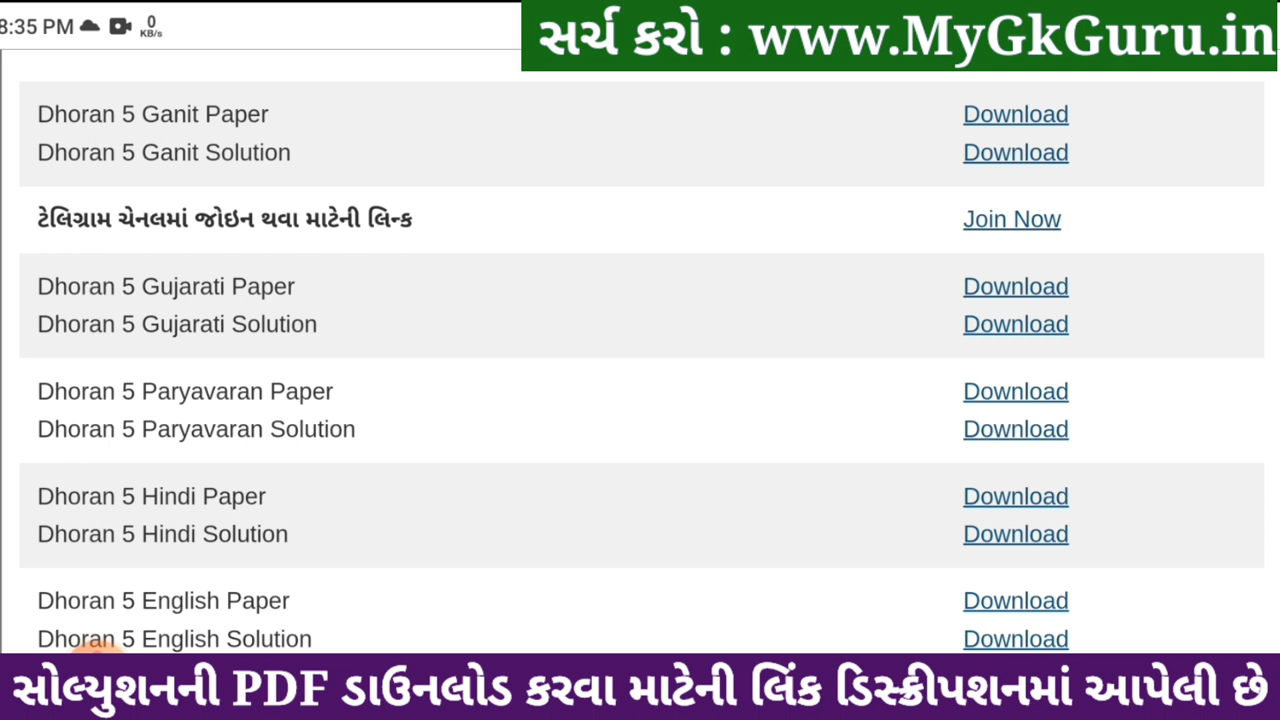 8:35 PM 0 KB/s
સર્ચ કરો : www.MyGkGuru.in
Dhoran 5 Ganit Paper Download
Dhoran 5 Ganit Solution Download
ટેલિગ્રામ ચેનલમાં જોઇન થવા માટેની લિન્ક Join Now
Dhoran 5 Gujarati Paper Download
Dhoran 5 Gujarati Solution Download
Dhoran 5 Paryavaran Paper Download
Dhoran 5 Paryavaran Solution Download
Dhoran 5 Hindi Paper Download
Dhoran 5 Hindi Solution Download
Dhoran 5 English Paper Download
Dhoran 5 English Solution Download
સોલ્યુશનની PDF ડાઉનલોડ કરવા માટેની લિંક ડિસ્ક્રીપશનમાં આપેલી છે